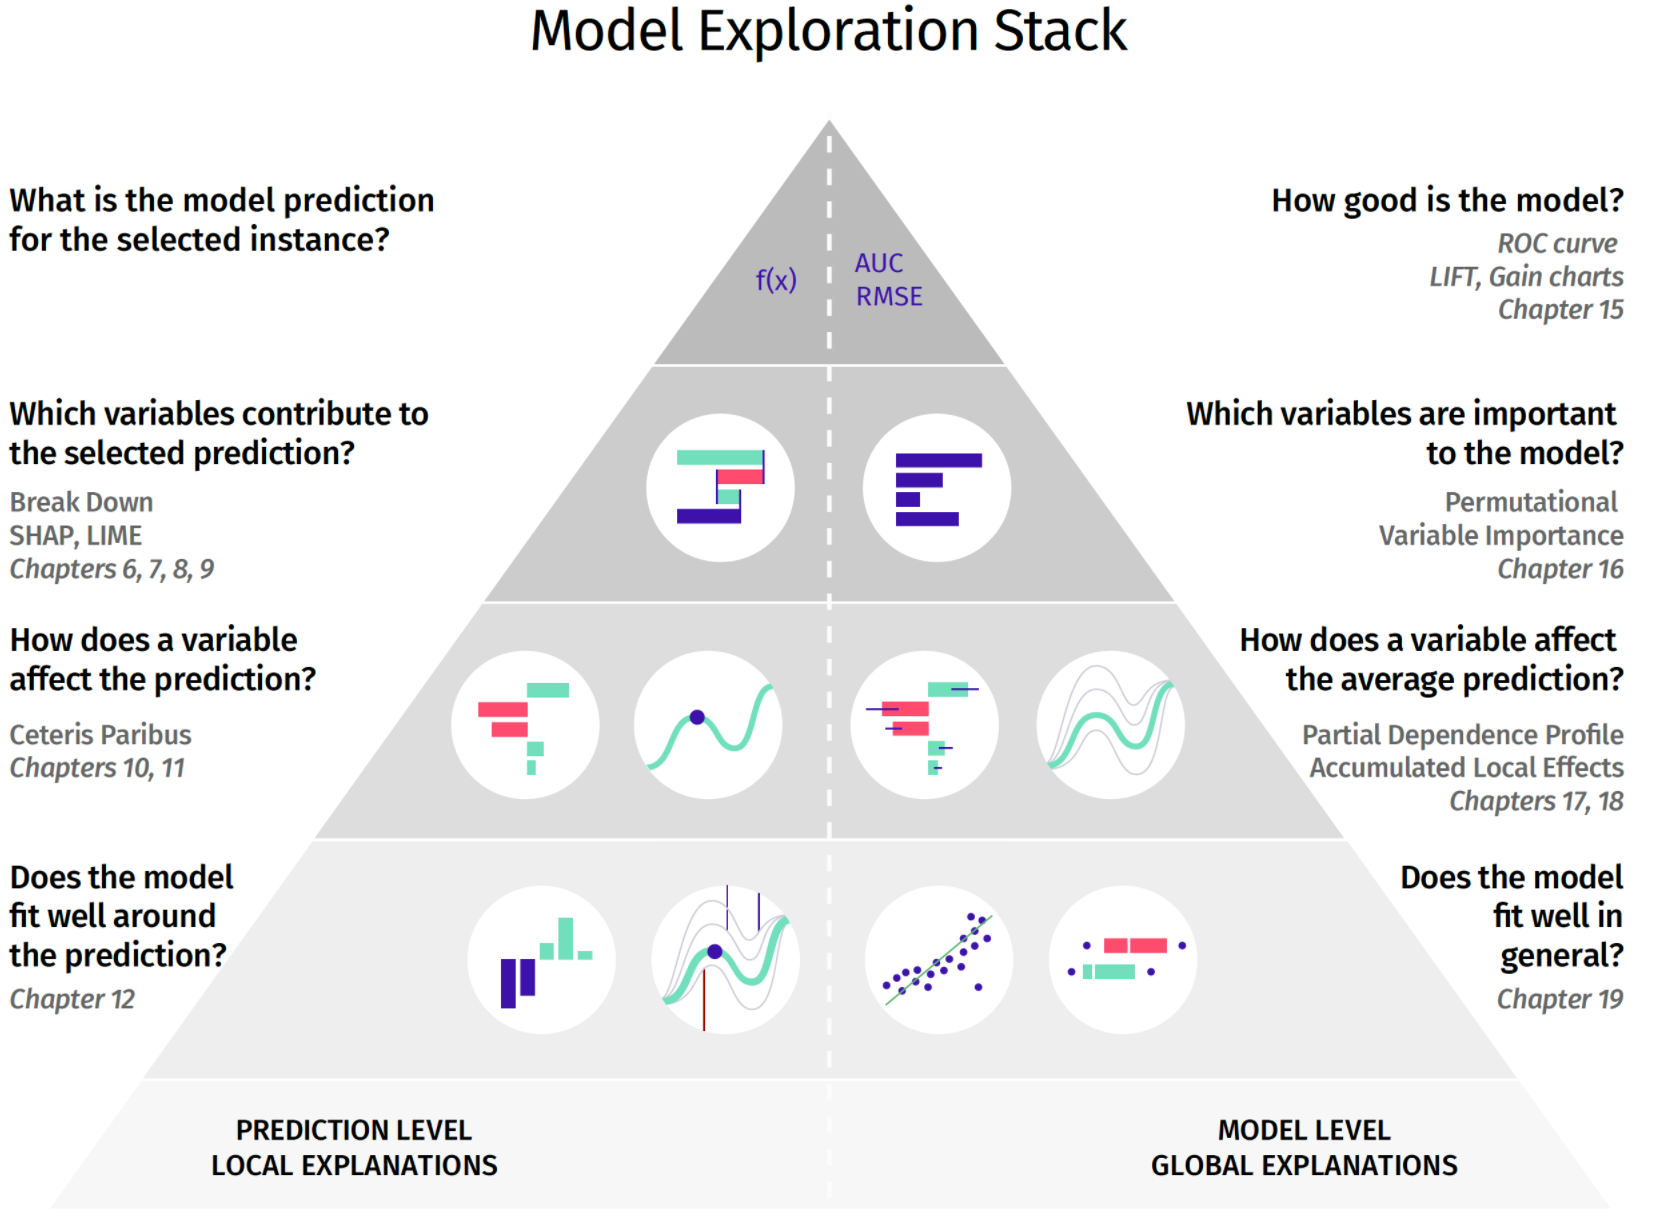 Model Exploration Stack
What is the model prediction
for the selected instance?
f(x)
AUC
RMSE
How good is the model?
ROC curve
LIFT, Gain charts
Chapter 15
Which variables contribute to
the selected prediction?
Break Down
SHAP, LIME
Chapters 6, 7, 8, 9
Which variables are important
to the model?
Permutational
Variable Importance
Chapter 16
How does a variable
affect the prediction?
Ceteris Paribus
Chapters 10, 11
How does a variable affect
the average prediction?
Partial Dependence Profile
Accumulated Local Effects
Chapters 17, 18
Does the model
fit well around
the prediction?
Chapter 12
Does the model
fit well in
general?
Chapter 19
PREDICTION LEVEL
LOCAL EXPLANATIONS
MODEL LEVEL
GLOBAL EXPLANATIONS